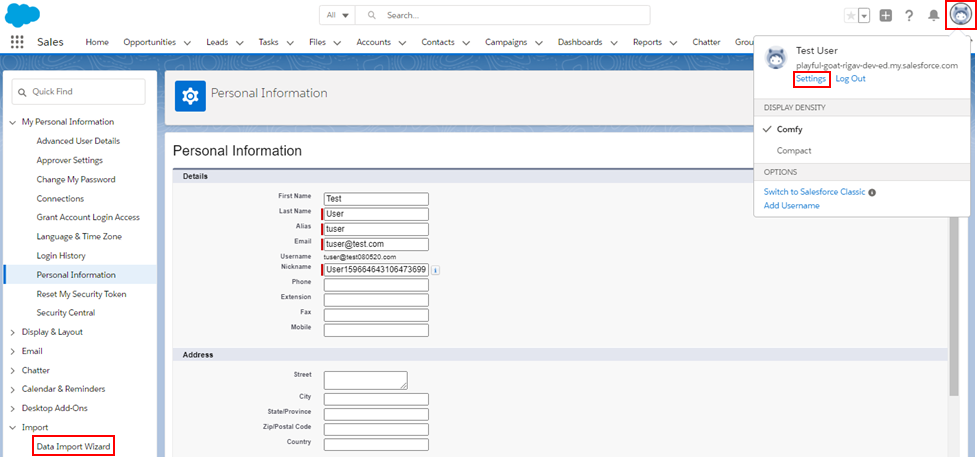 All
Search...
Sales
Home
Opportunities
Leads
Tasks
Files
Accounts
Contacts
Campaigns
Dashboards
Reports
Chatter
Grou
Test User
playful-goat-rigav-dev-ed.my.salesforce.com
Settings Log Out
DISPLAY DENSITY
Comfy
Compact
OPTIONS
Switch to Salesforce Classic
Add Username
Quick Find
My Personal Information
Advanced User Details
Approver Settings
Change My Password
Connections
Grant Account Login Access
Language & Time Zone
Login History
Personal Information
Reset My Security Token
Security Central
Display & Layout
Email
Chatter
Calendar & Reminders
Desktop Add-Ons
Import
Data Import Wizard
Personal Information
Personal Information
Details
First Name Test
Last Name User
Alias tuser
Email tuser@test.com
Username tuser@test080520.com
Nickname User159664643106473699
Phone
Extension
Fax
Mobile
Address
Street
City
State/Province
Zip/Postal Code
Country